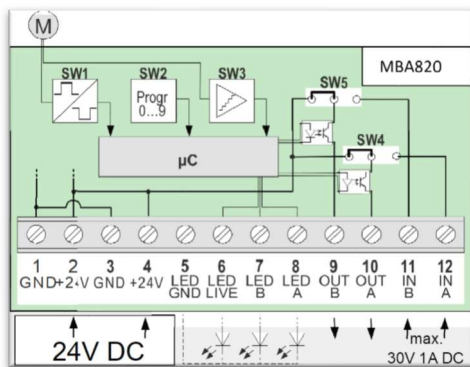 M
MBA820
SW1
SW2
SW3
SW5
Progr
0...9
SW4
µC
1 2 3 4 5 6 7 8 9 10 11 12
GND +24V GND +24V LED GND LED LIVE LED B LED A OUT B OUT A IN B IN A
24V DC
max.
30V 1A DC